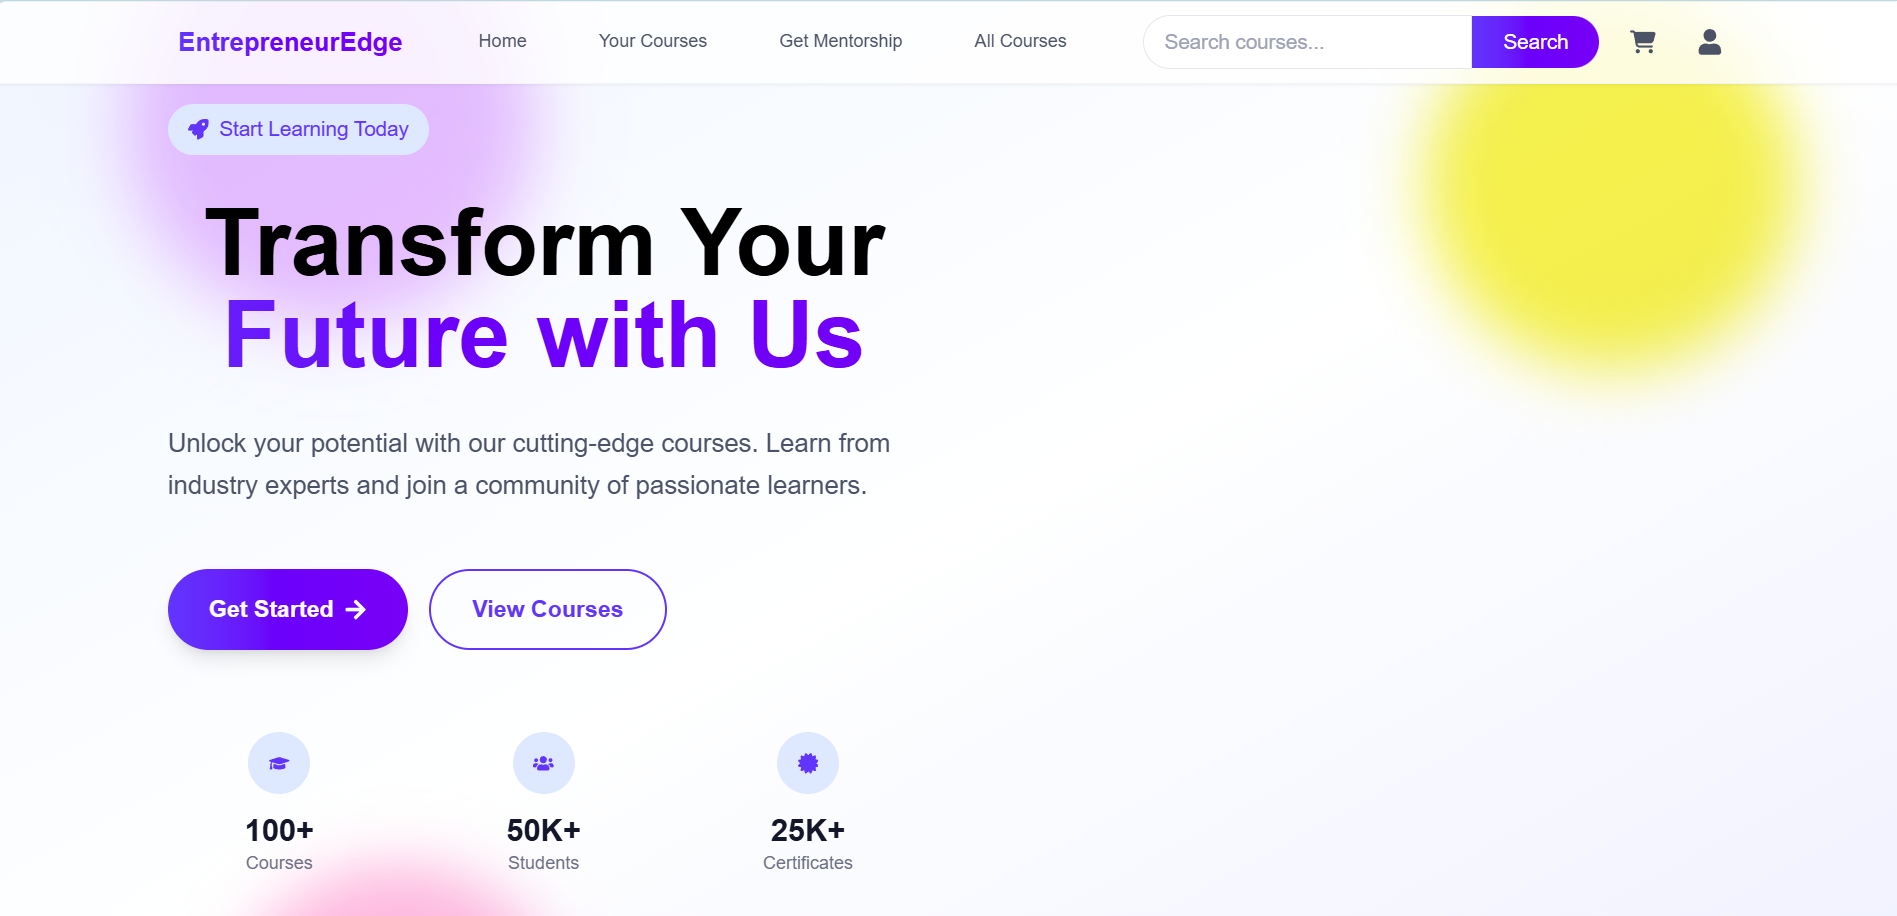 EntrepreneurEdge
Home
Your Courses
Get Mentorship
All Courses
Search courses...
Search
Start Learning Today
Transform Your
Future with Us
Unlock your potential with our cutting-edge courses. Learn from
industry experts and join a community of passionate learners.
Get Started
View Courses
100+
Courses
50K+
Students
25K+
Certificates